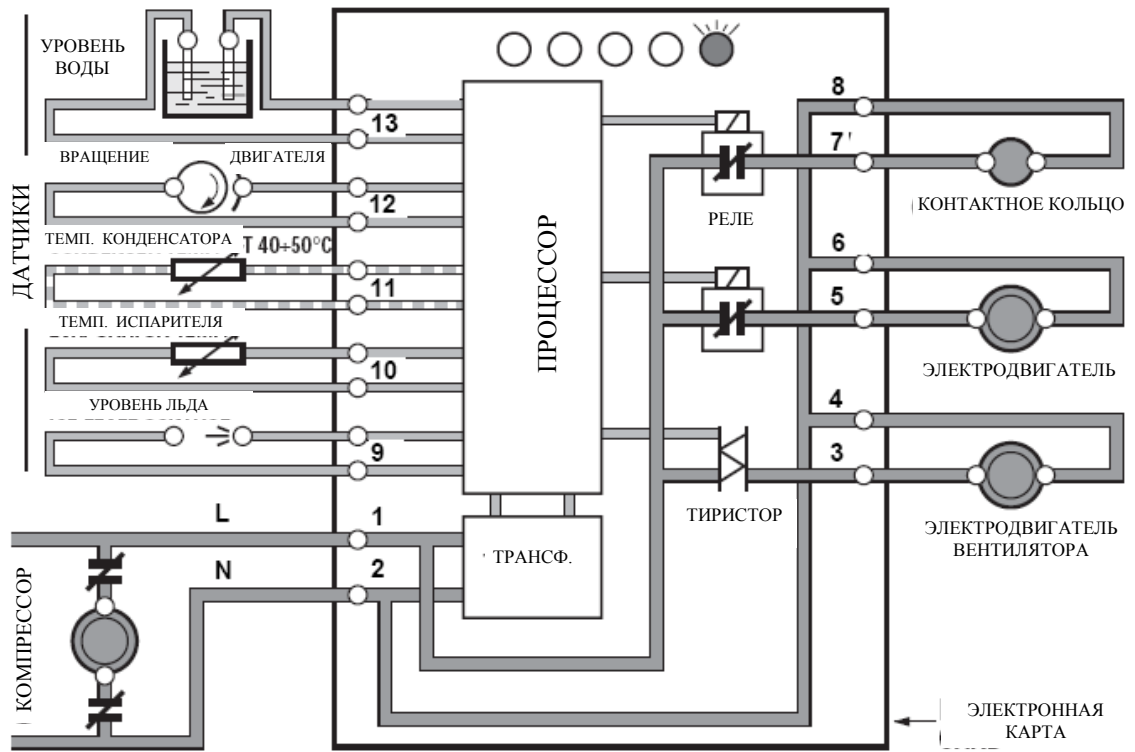 УРОВЕНЬ
ВОДЫ
13
ВРАЩЕНИЕ ДВИГАТЕЛЯ
12
ТЕМП. КОНДЕНСАТОРА
T 40÷50°C
11
ТЕМП. ИСПАРИТЕЛЯ
10
УРОВЕНЬ ЛЬДА
9
ДАТЧИКИ
L
1
N
2
КОМПРЕССОР
ПРОЦЕССОР
ТРАНСФ.
РЕЛЕ
ТИРИСТОР
8
7'
КОНТАКТНОЕ КОЛЬЦО
6
5
ЭЛЕКТРОДВИГАТЕЛЬ
4
3
ЭЛЕКТРОДВИГАТЕЛЬ
ВЕНТИЛЯТОРА
ЭЛЕКТРОННАЯ
КАРТА